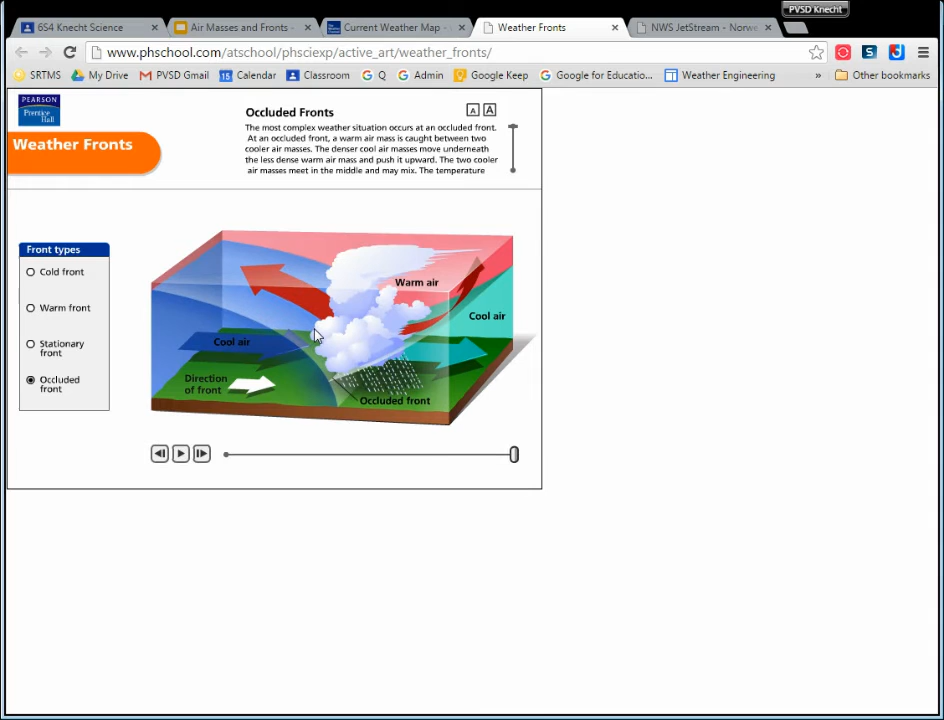 PVSD Knecht
6S4 Knecht Science
Air Masses and Fronts -
Current Weather Map -
Weather Fronts
NWS JetStream - Norwe
www.phschool.com/atschool/phsciexp/active_art/weather_fronts/
SRTMS
My Drive
PVSD Gmail
15 Calendar
Classroom
G Q
G Admin
Google Keep
G Google for Educatio...
Weather Engineering
»
Other bookmarks
PEARSON
Prentice
Hall
Weather Fronts
Occluded Fronts
A A
The most complex weather situation occurs at an occluded front.
At an occluded front, a warm air mass is caught between two
cooler air masses. The denser cool air masses move underneath
the less dense warm air mass and push it upward. The two cooler
air masses meet in the middle and may mix. The temperature
Front types
Cold front
Warm front
Stationary
front
Occluded
front
Warm air
Cool air
Cool air
Direction
of front
Occluded front